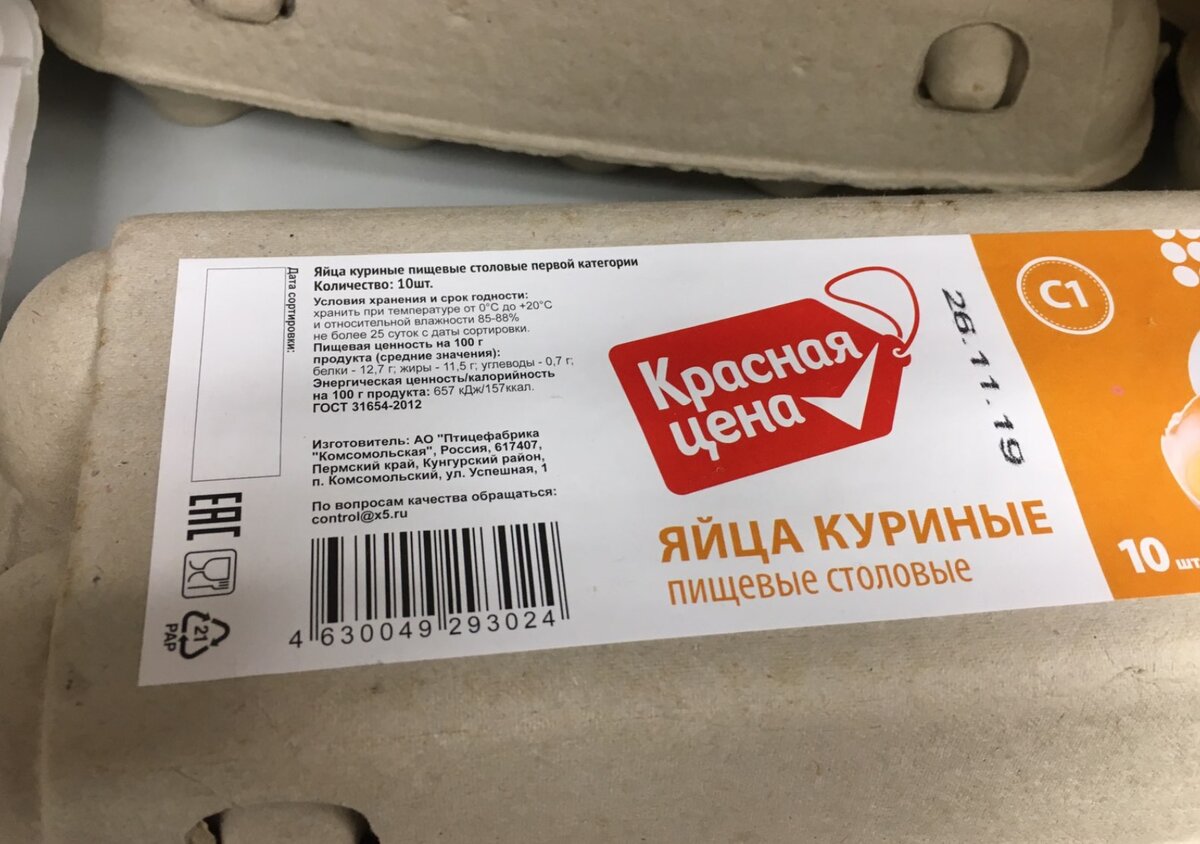 Дата сортировки:
Яйца куриные пищевые столовые первой категории
Количество: 10шт.
Условия хранения и срок годности:
хранить при температуре от 0°С до +20°С
и относительной влажности 85-88%
не более 25 суток с даты сортировки.
Пищевая ценность на 100 г
продукта (средние значения):
белки - 12,7 г; жиры - 11,5 г; углеводы - 0,7 г;
Энергическая ценность/калорийность
на 100 г продукта: 657 кДж/157ккал.
ГОСТ 31654-2012
Изготовитель: АО "Птицефабрика
"Комсомольская", Россия, 617407,
Пермский край, Кунгурский район,
п. Комсомольский, ул. Успешная, 1
По вопросам качества обращаться:
control@x5.ru
4 630049 293024
EAC
21
PAP
Красная
цена
26.11.19
ЯЙЦА КУРИНЫЕ
пищевые столовые
С1
10 шт